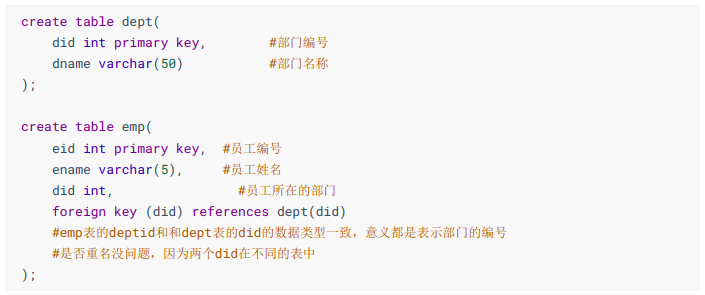 create table dept(
did int primary key, #部门编号
dname varchar(50) #部门名称
);
create table emp(
eid int primary key, #员工编号
ename varchar(5), #员工姓名
did int, #员工所在的部门
foreign key (did) references dept(did)
#emp表的deptid和和dept表的did的数据类型一致，意义都是表示部门的编号
#是否重名没问题，因为两个did在不同的表中
);